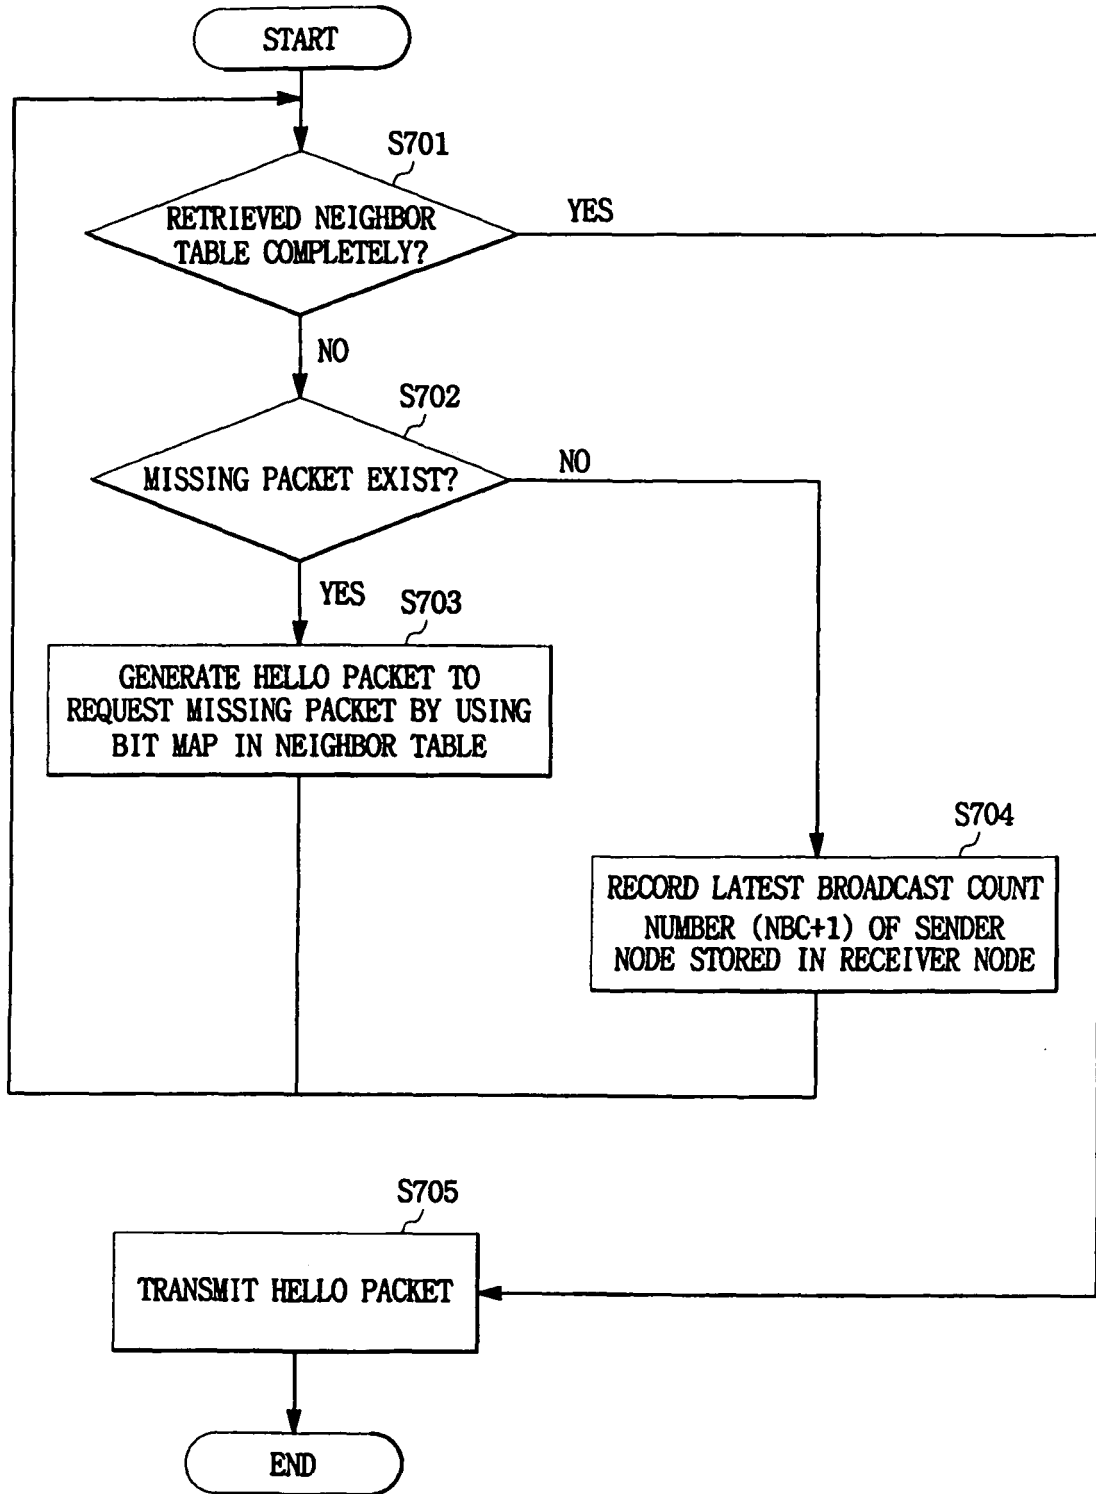 START
S701
RETRIEVED NEIGHBOR
TABLE COMPLETELY?
YES
NO
S702
MISSING PACKET EXIST?
NO
YES
S703
GENERATE HELLO PACKET TO
REQUEST MISSING PACKET BY USING
BIT MAP IN NEIGHBOR TABLE
S704
RECORD LATEST BROADCAST COUNT
NUMBER (NBC+1) OF SENDER
NODE STORED IN RECEIVER NODE
S705
TRANSMIT HELLO PACKET
END